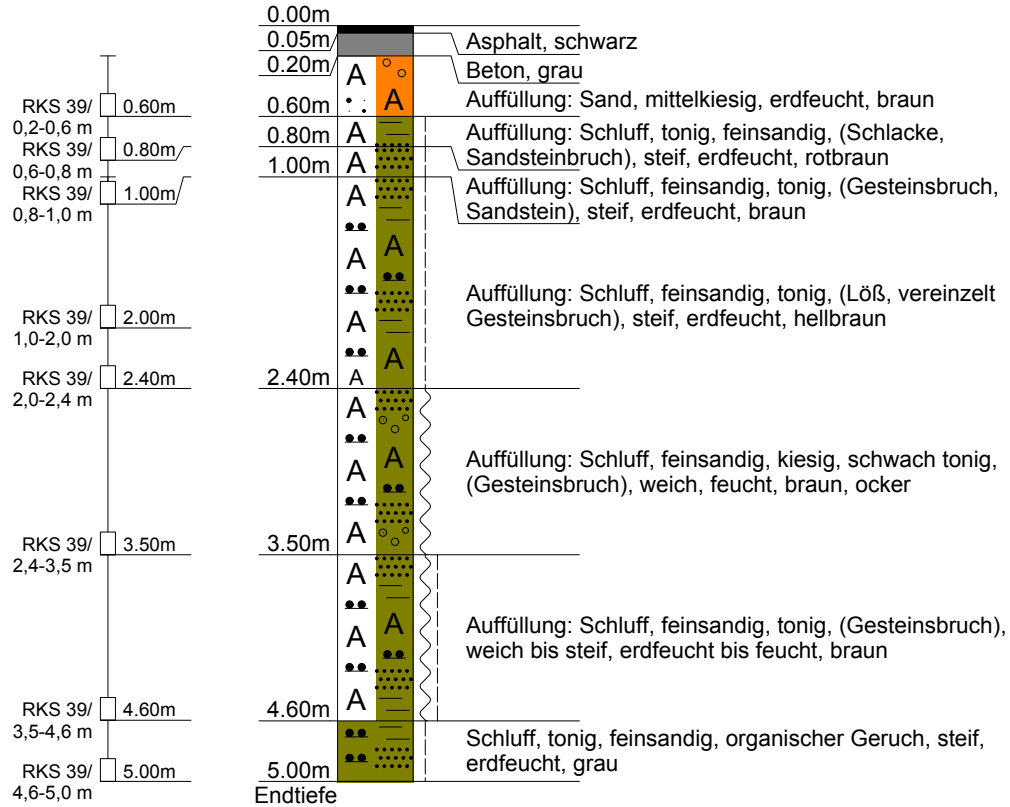 0.00m
0.05m
Asphalt, schwarz
0.20m
Beton, grau
A
RKS 39/
0,2-0,6 m
0.60m
0.60m
A
Auffüllung: Sand, mittelkiesig, erdfeucht, braun
RKS 39/
0,6-0,8 m
0.80m
0.80m
A
Auffüllung: Schluff, tonig, feinsandig, (Schlacke,
Sandsteinbruch), steif, erdfeucht, rotbraun
RKS 39/
0,8-1,0 m
1.00m
1.00m
A
Auffüllung: Schluff, feinsandig, tonig, (Gesteinsbruch,
Sandstein), steif, erdfeucht, braun
A
A
A
RKS 39/
1,0-2,0 m
2.00m
A
Auffüllung: Schluff, feinsandig, tonig, (Löß, vereinzelt
Gesteinsbruch), steif, erdfeucht, hellbraun
A
RKS 39/
2,0-2,4 m
2.40m
2.40m
A
A
A
A
Auffüllung: Schluff, feinsandig, kiesig, schwach tonig,
(Gesteinsbruch), weich, feucht, braun, ocker
RKS 39/
2,4-3,5 m
3.50m
3.50m
A
A
A
A
Auffüllung: Schluff, feinsandig, tonig, (Gesteinsbruch),
weich bis steif, erdfeucht bis feucht, braun
RKS 39/
3,5-4,6 m
4.60m
4.60m
A
Schluff, tonig, feinsandig, organischer Geruch, steif,
erdfeucht, grau
RKS 39/
4,6-5,0 m
5.00m
5.00m
Endtiefe